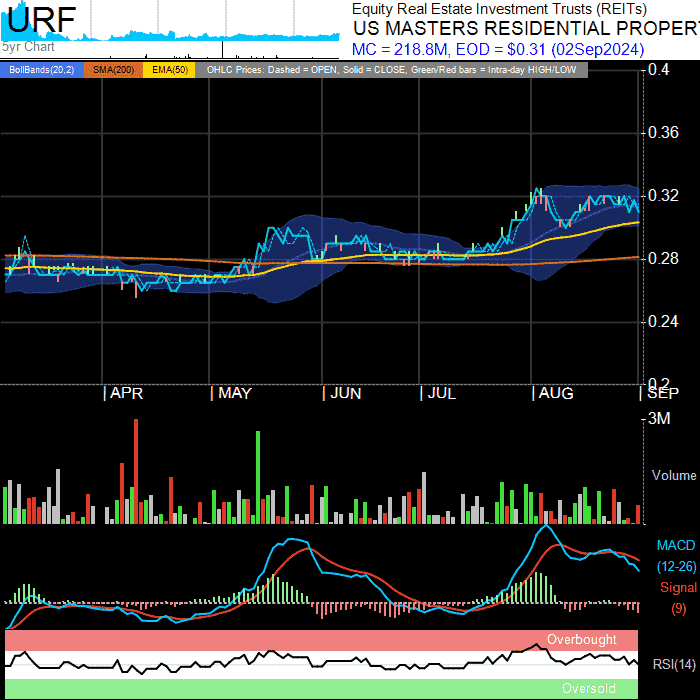 URF
5yr Chart
Equity Real Estate Investment Trusts (REITs)
US MASTERS RESIDENTIAL PROPER
MC = 218.8M, EOD = $0.31 (02Sep2024)
BollBands(20,2) SMA(200) EMA(50) OHLC Prices: Dashed = OPEN, Solid = CLOSE, Green/Red bars = Intra-day HIGH/LOW
0.4
0.36
0.32
0.28
0.24
0.2
APR MAY JUN JUL AUG SEP
3M
Volume
MACD
(12-26)
Signal
(9)
Overbought
RSI(14)
Oversold